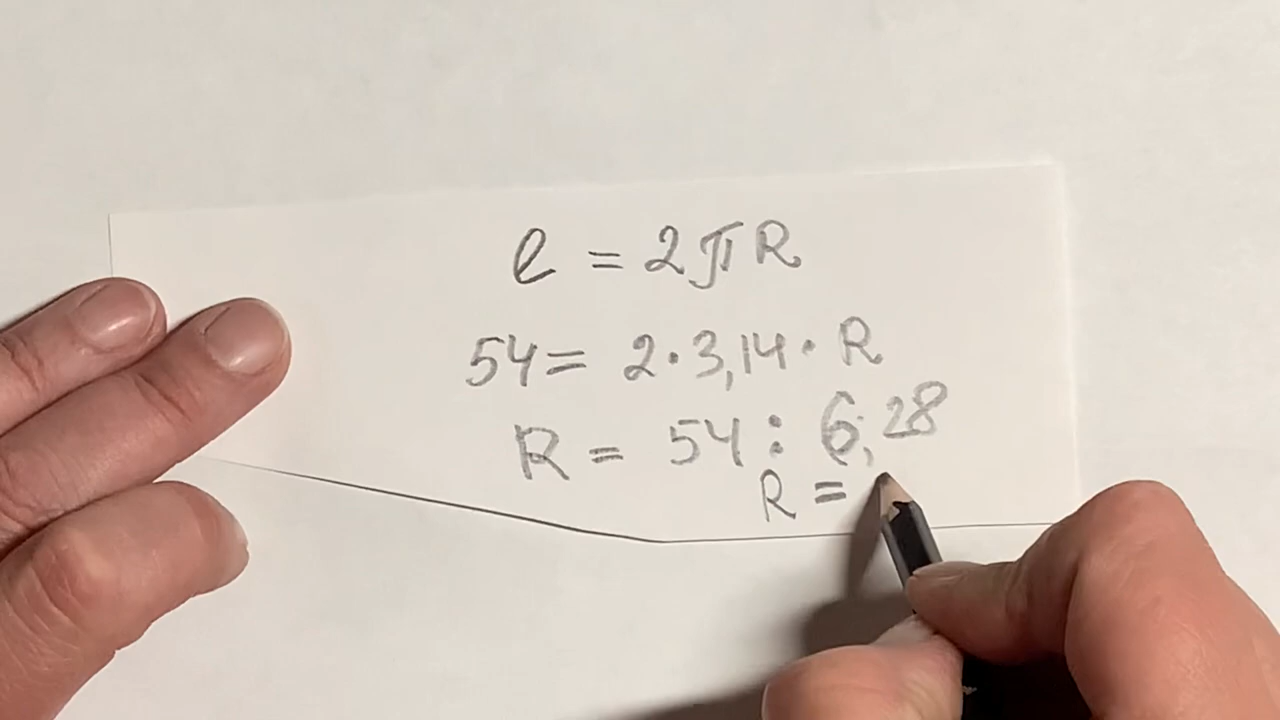 ℓ = 2πR
54 = 2·3,14·R
R = 54 : 6,28
R =